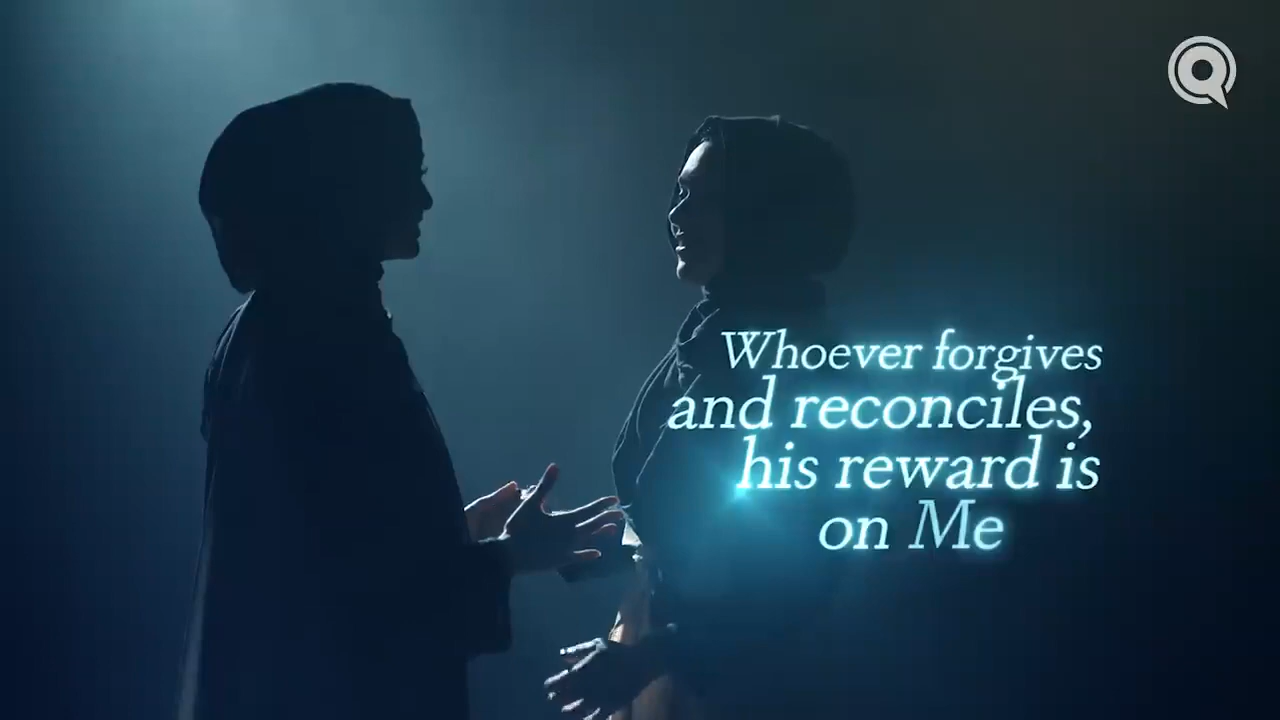 Whoever forgives
and reconciles,
his reward is
on Me